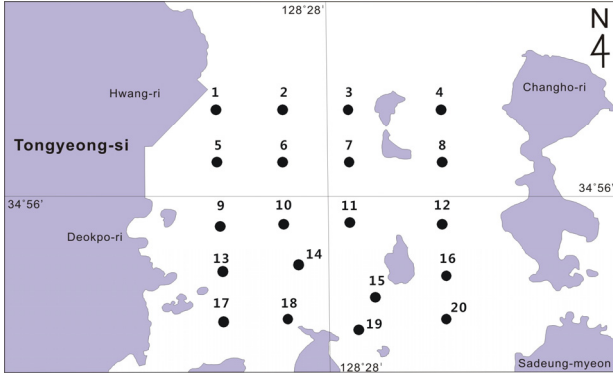 128°28'
N
Hwang-ri
Changho-ri
1 2 3 4
Tongyeong-si
5 6 7 8
34°56' 34°56'
9 10 11 12
Deokpo-ri
13 14 16
15
17 18 19 20
128°28'
Sadeung-myeon